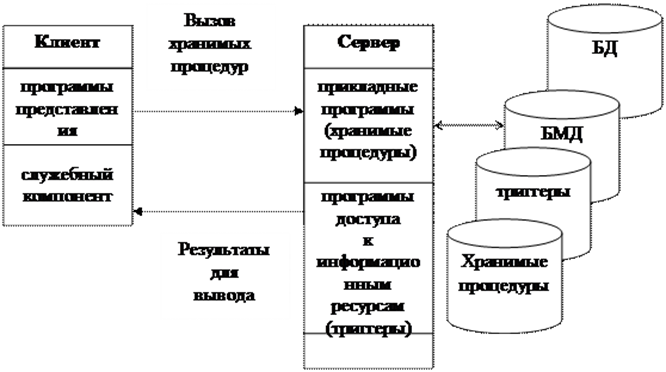 Вызов
хранимых
процедур
Клиент
программы
представлен
ия
служебный
компонент
Сервер
прикладные
программы
(хранимые
процедуры)
программы
доступа
к
информацио
нным
ресурсам
(триггеры)
Результаты
для
вывода
БД
БМД
триггеры
Хранимые
процедуры